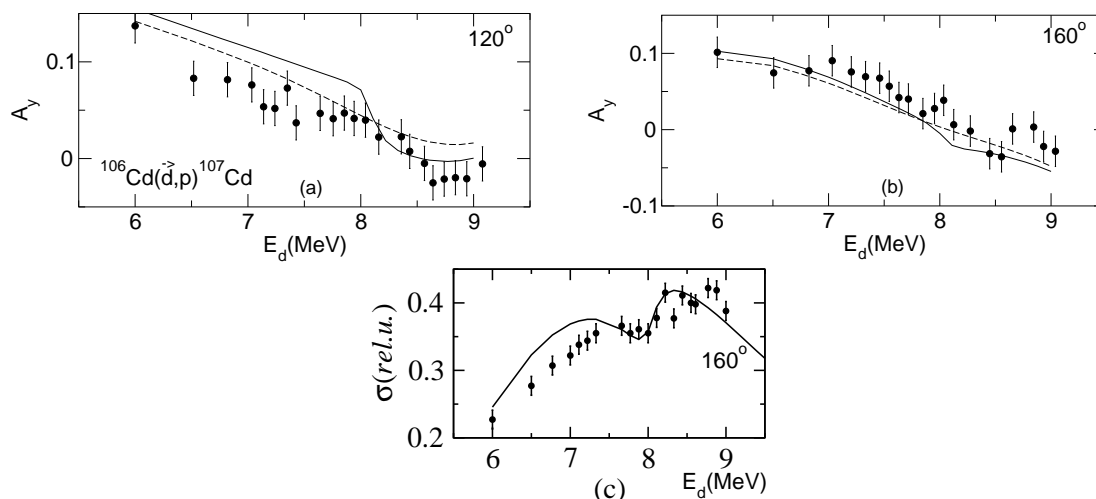 120°
0.1
0
A_y
¹⁰⁶Cd(d⃗,p)¹⁰⁷Cd
(a)
6 7 8 9
E_d(MeV)
160°
0.1
0
-0.1
A_y
(b)
6 7 8 9
E_d(MeV)
0.4
0.3
0.2
σ(rel.u.)
160°
6 7 8 9
E_d(MeV)
(c)